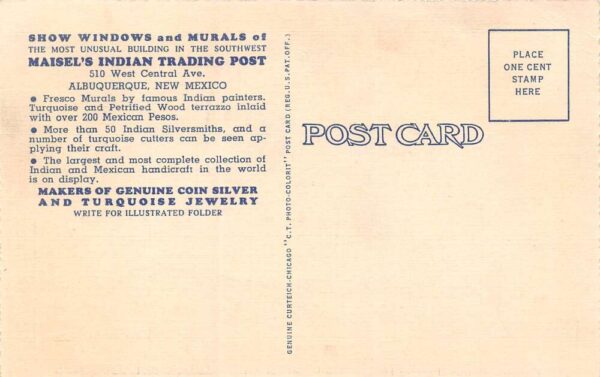 SHOW WINDOWS and MURALS of
THE MOST UNUSUAL BUILDING IN THE SOUTHWEST
MAISEL'S INDIAN TRADING POST
510 West Central Ave.
ALBUQUERQUE, NEW MEXICO
● Fresco Murals by famous Indian painters.
Turquoise and Petrified Wood terrazzo inlaid
with over 200 Mexican Pesos.
● More than 50 Indian Silversmiths, and a
number of turquoise cutters can be seen ap-
plying their craft.
● The largest and most complete collection of
Indian and Mexican handicraft in the world
is on display.
MAKERS OF GENUINE COIN SILVER
AND TURQUOISE JEWELRY
WRITE FOR ILLUSTRATED FOLDER
GENUINE CURTEICH-CHICAGO "C.T. PHOTO-COLORIT" POST CARD (REG. U.S. PAT. OFF.)
POST CARD
PLACE
ONE CENT
STAMP
HERE